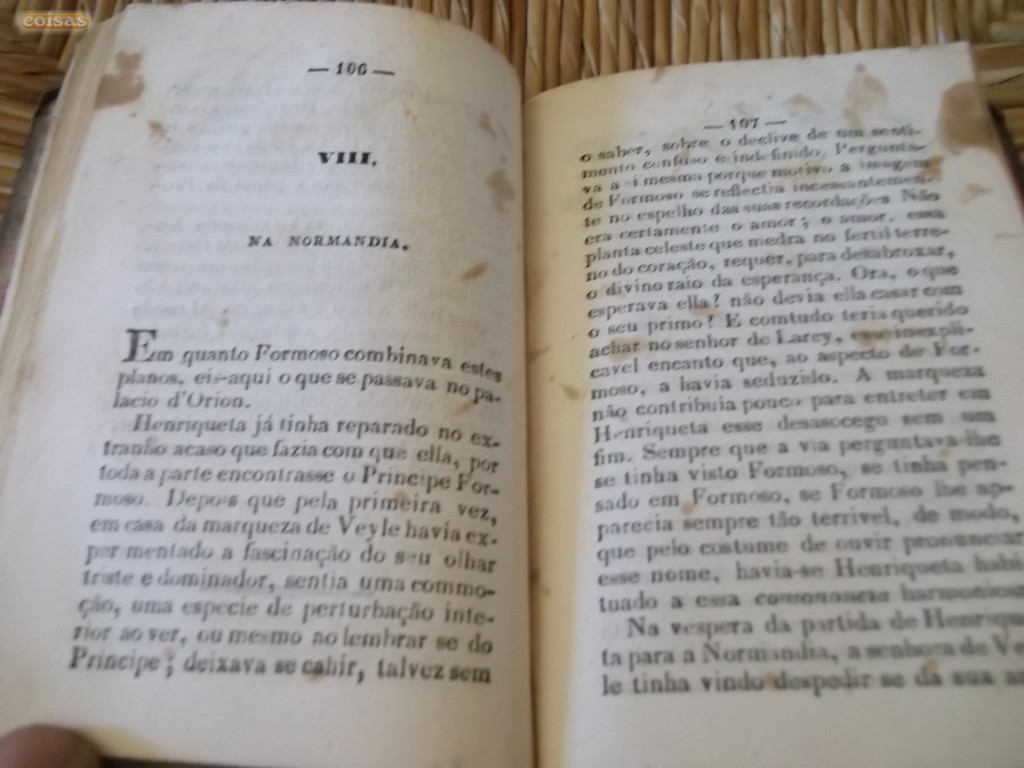 coisas
— 106 —
VIII.
NA NORMANDIA.
Em quanto Formoso combinava estes
planos, eis-aqui o que se passava no pa-
lacio d'Orion.
Henriqueta já tinha reparado no ex-
tranho acaso que fazia com que ella, por
toda a parte encontrasse o Principe For-
moso. Depois que pela primeira vez,
em casa da marqueza de Veyle havia ex-
per mentado a fascinação do seu olhar
triste e dominador, sentia uma commo-
ção, uma especie de perturbação inte-
rior ao ver, ou mesmo ao lembrar se do
Principe; deixava se cahir, talvez sem
— 107 —
o saber, sobre o declive de um senti-
mento confuso e indefinido. Pergunta-
va a si mesma porque motivo a imagem
de Formoso se reflectia incessantemen-
te no espelho das suas recordações Não
era certamente o amor; o amor, essa
planta celeste que medra no fertil terre-
no do coração, requer, para desabroxar,
o divino raio da esperança. Ora, o que
esperava ella? não devia ella casar com
o seu primo? E comtudo teria querido
achar no senhor de Larcy, esse inexpli-
cavel encanto que, ao aspecto de For-
moso, a havia seduzido. A marqueza
não contribuia pouco para entreter em
Henriqueta esse desasocego sem um
fim. Sempre que a via perguntava-lhe
se tinha visto Formoso, se tinha pen-
sado em Formoso, se Formoso lhe ap-
parecia sempre tão terrivel, de modo,
que pelo costume de ouvir pronunciar
esse nome, havia-se Henriqueta habi
tuado a essa consonancia harmonios
Na vespera da partida de Henriqu
ta para a Normandia, a senhora de Ve
le tinha vindo despedir se da sua a